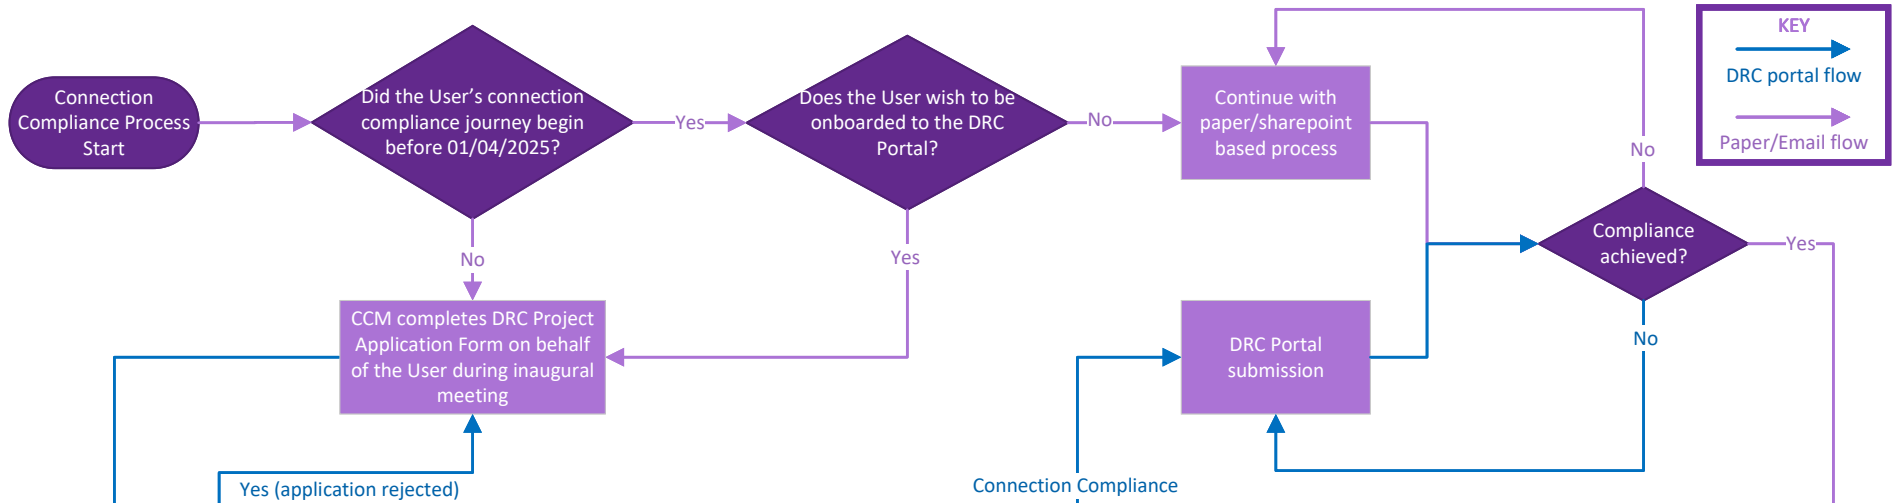 Connection
Compliance Process
Start
Did the User's connection
compliance journey begin
before 01/04/2025?
Yes
Does the User wish to be
onboarded to the DRC
Portal?
No
Continue with
paper/sharepoint
based process
No
KEY
DRC portal flow
Paper/Email flow
Compliance
achieved?
Yes
No
Yes
CCM completes DRC Project
Application Form on behalf
of the User during inaugural
meeting
DRC Portal
submission
No
Yes (application rejected)
Connection Compliance